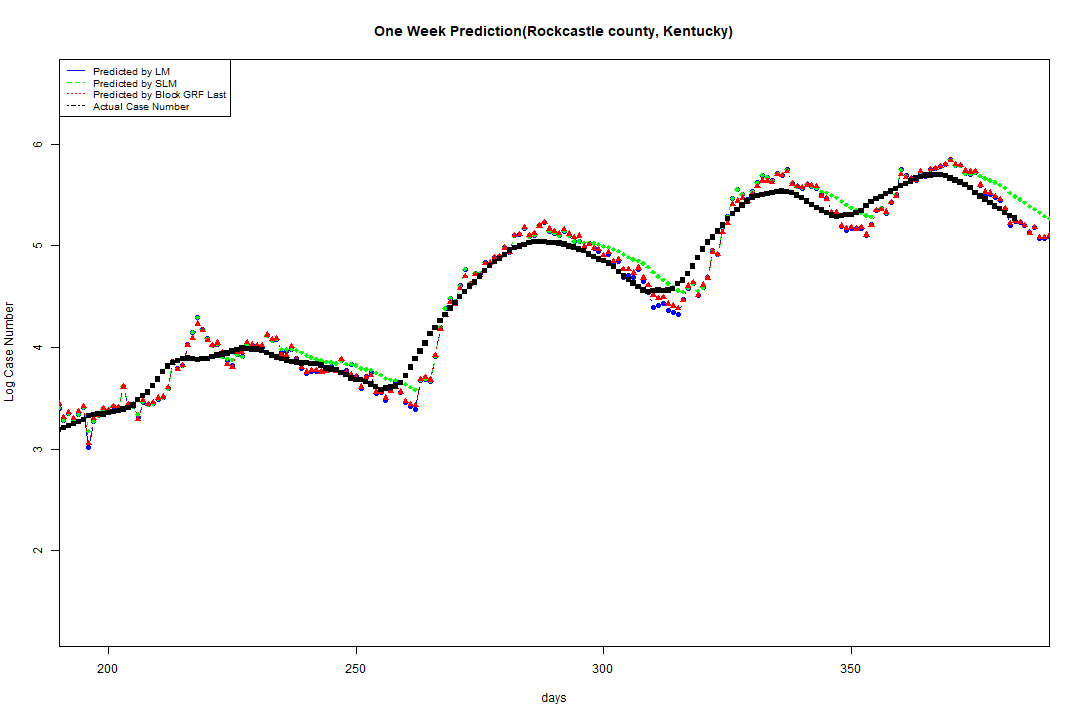 One Week Prediction(Rockcastle county, Kentucky)
Predicted by LM
Predicted by SLM
Predicted by Block GRF Last
Actual Case Number
Log Case Number
6
5
4
3
2
200 250 300 350
days